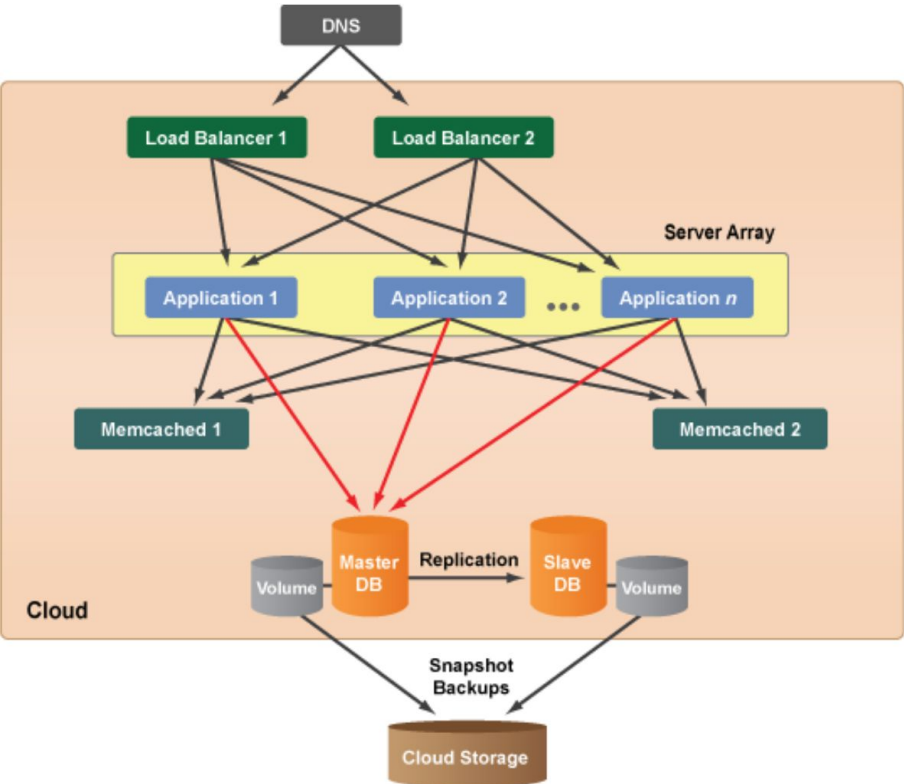 DNS
Load Balancer 1
Load Balancer 2
Server Array
Application 1
Application 2
•••
Application n
Memcached 1
Memcached 2
Master
DB
Replication
Slave
DB
Volume
Volume
Cloud
Snapshot
Backups
Cloud Storage